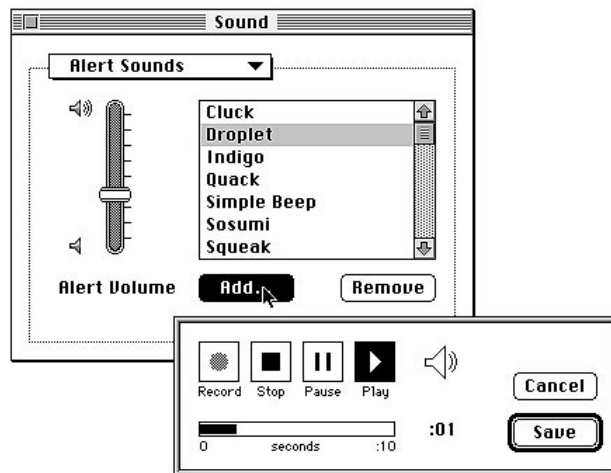 Sound
Alert Sounds
Cluck
Droplet
Indigo
Quack
Simple Beep
Sosumi
Squeak
Alert Volume Add.. Remove
Record Stop Pause Play
Cancel
:01 Save
0 seconds :10